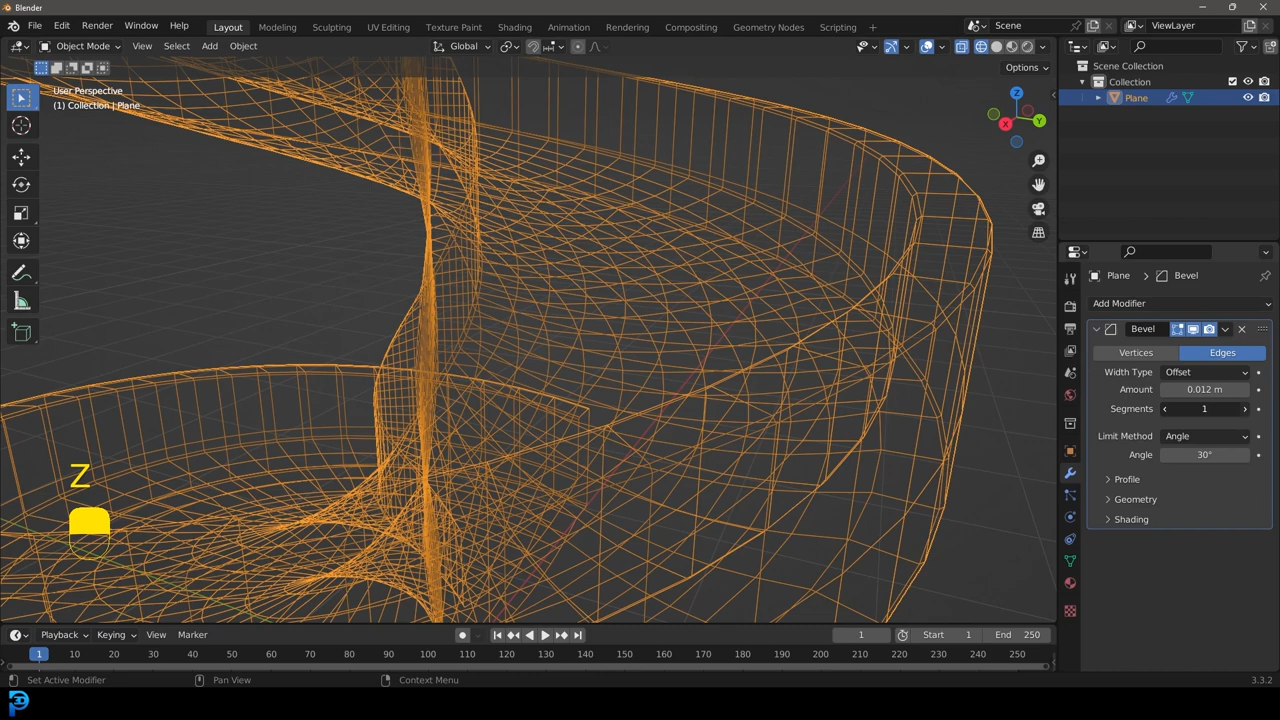 Blender
File Edit Render Window Help Layout Modeling Sculpting UV Editing Texture Paint Shading Animation Rendering Compositing Geometry Nodes Scripting + Scene ViewLayer
Object Mode View Select Add Object Global
Options
User Perspective
(1) Collection | Plane
Z
X
Y
Scene Collection
Collection
Plane
Plane > Bevel
Add Modifier
Bevel
Vertices Edges
Width Type Offset
Amount 0.012 m
Segments 1
Limit Method Angle
Angle 30°
Profile
Geometry
Shading
Z
Playback Keying View Marker 1 Start 1 End 250
1 10 20 30 40 50 60 70 80 90 100 110 120 130 140 150 160 170 180 190 200 210 220 230 240 250
Set Active Modifier Pan View Context Menu 3.3.2